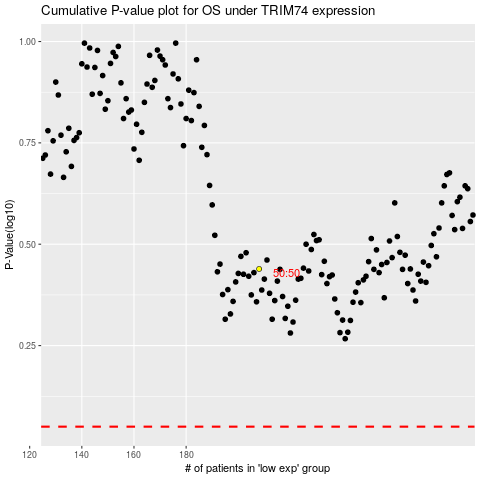 Cumulative P-value plot for OS under TRIM74 expression
P-Value(log10)
1.00
0.75
0.50
0.25
50:50
120 140 160 180
# of patients in 'low exp' group